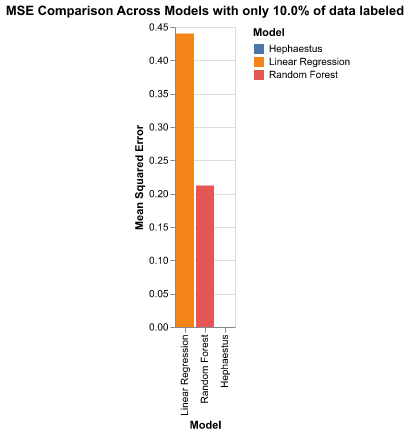 MSE Comparison Across Models with only 10.0% of data labeled
Model
Hephaestus
Linear Regression
Random Forest
Mean Squared Error
0.45
0.40
0.35
0.30
0.25
0.20
0.15
0.10
0.05
0.00
Linear Regression
Random Forest
Hephaestus
Model